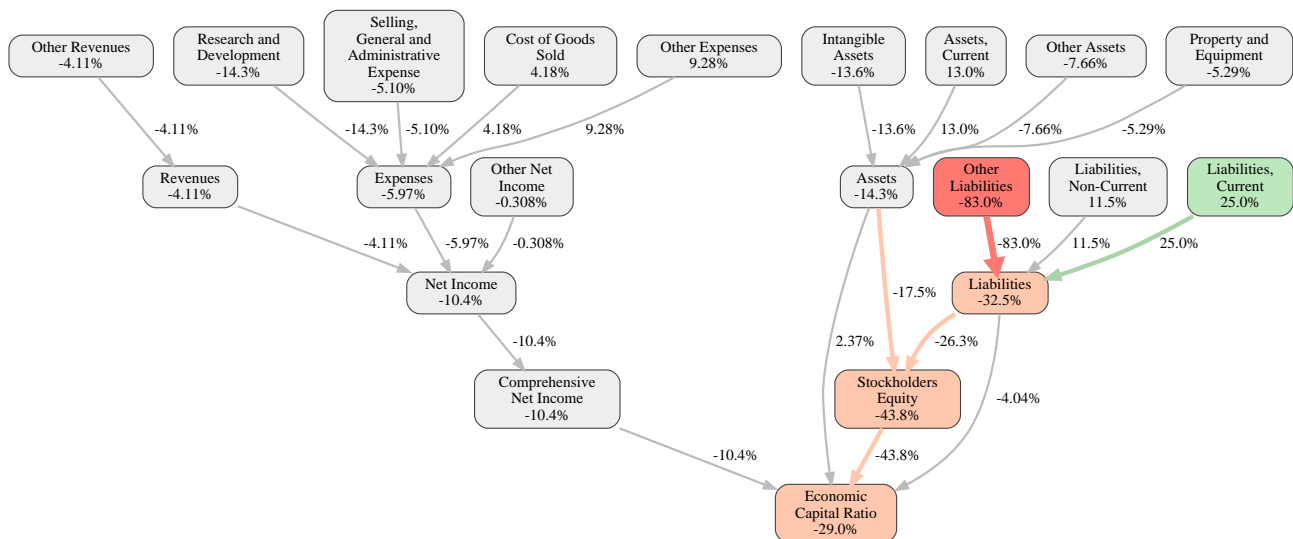 Other Revenues
-4.11%
Research and
Development
-14.3%
Selling,
General and
Administrative
Expense
-5.10%
Cost of Goods
Sold
4.18%
Other Expenses
9.28%
Intangible
Assets
-13.6%
Assets,
Current
13.0%
Other Assets
-7.66%
Property and
Equipment
-5.29%
-4.11%
-14.3%
-5.10%
4.18%
9.28%
-13.6%
13.0%
-7.66%
-5.29%
Revenues
-4.11%
Expenses
-5.97%
Other Net
Income
-0.308%
Assets
-14.3%
Other
Liabilities
-83.0%
Liabilities,
Non-Current
11.5%
Liabilities,
Current
25.0%
-4.11%
-5.97%
-0.308%
-83.0%
11.5%
25.0%
Net Income
-10.4%
-17.5%
Liabilities
-32.5%
-10.4%
2.37%
-26.3%
Comprehensive
Net Income
-10.4%
Stockholders
Equity
-43.8%
-4.04%
-10.4%
-43.8%
Economic
Capital Ratio
-29.0%